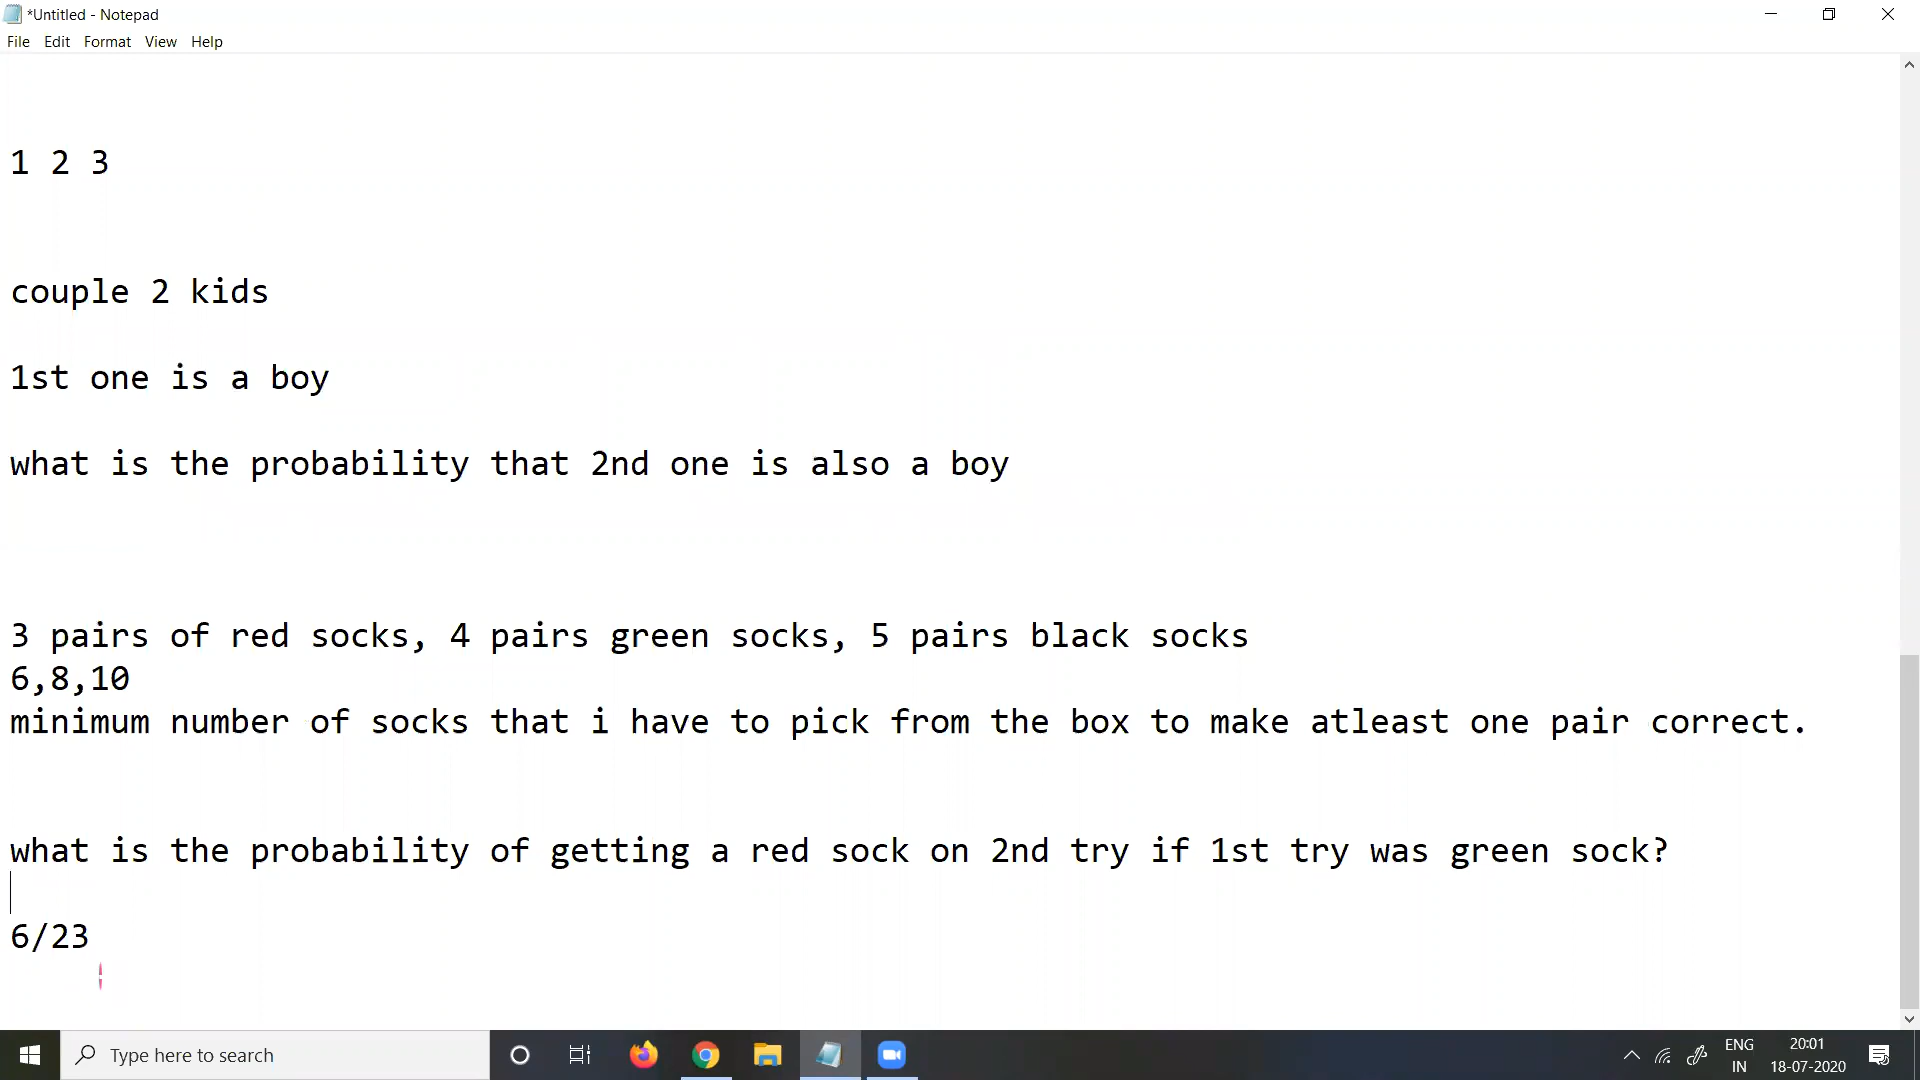 *Untitled - Notepad
File Edit Format View Help
1 2 3
couple 2 kids
1st one is a boy
what is the probability that 2nd one is also a boy
3 pairs of red socks, 4 pairs green socks, 5 pairs black socks
6,8,10
minimum number of socks that i have to pick from the box to make atleast one pair correct.
what is the probability of getting a red sock on 2nd try if 1st try was green sock?
6/23
Type here to search
ENG
IN
20:01
18-07-2020